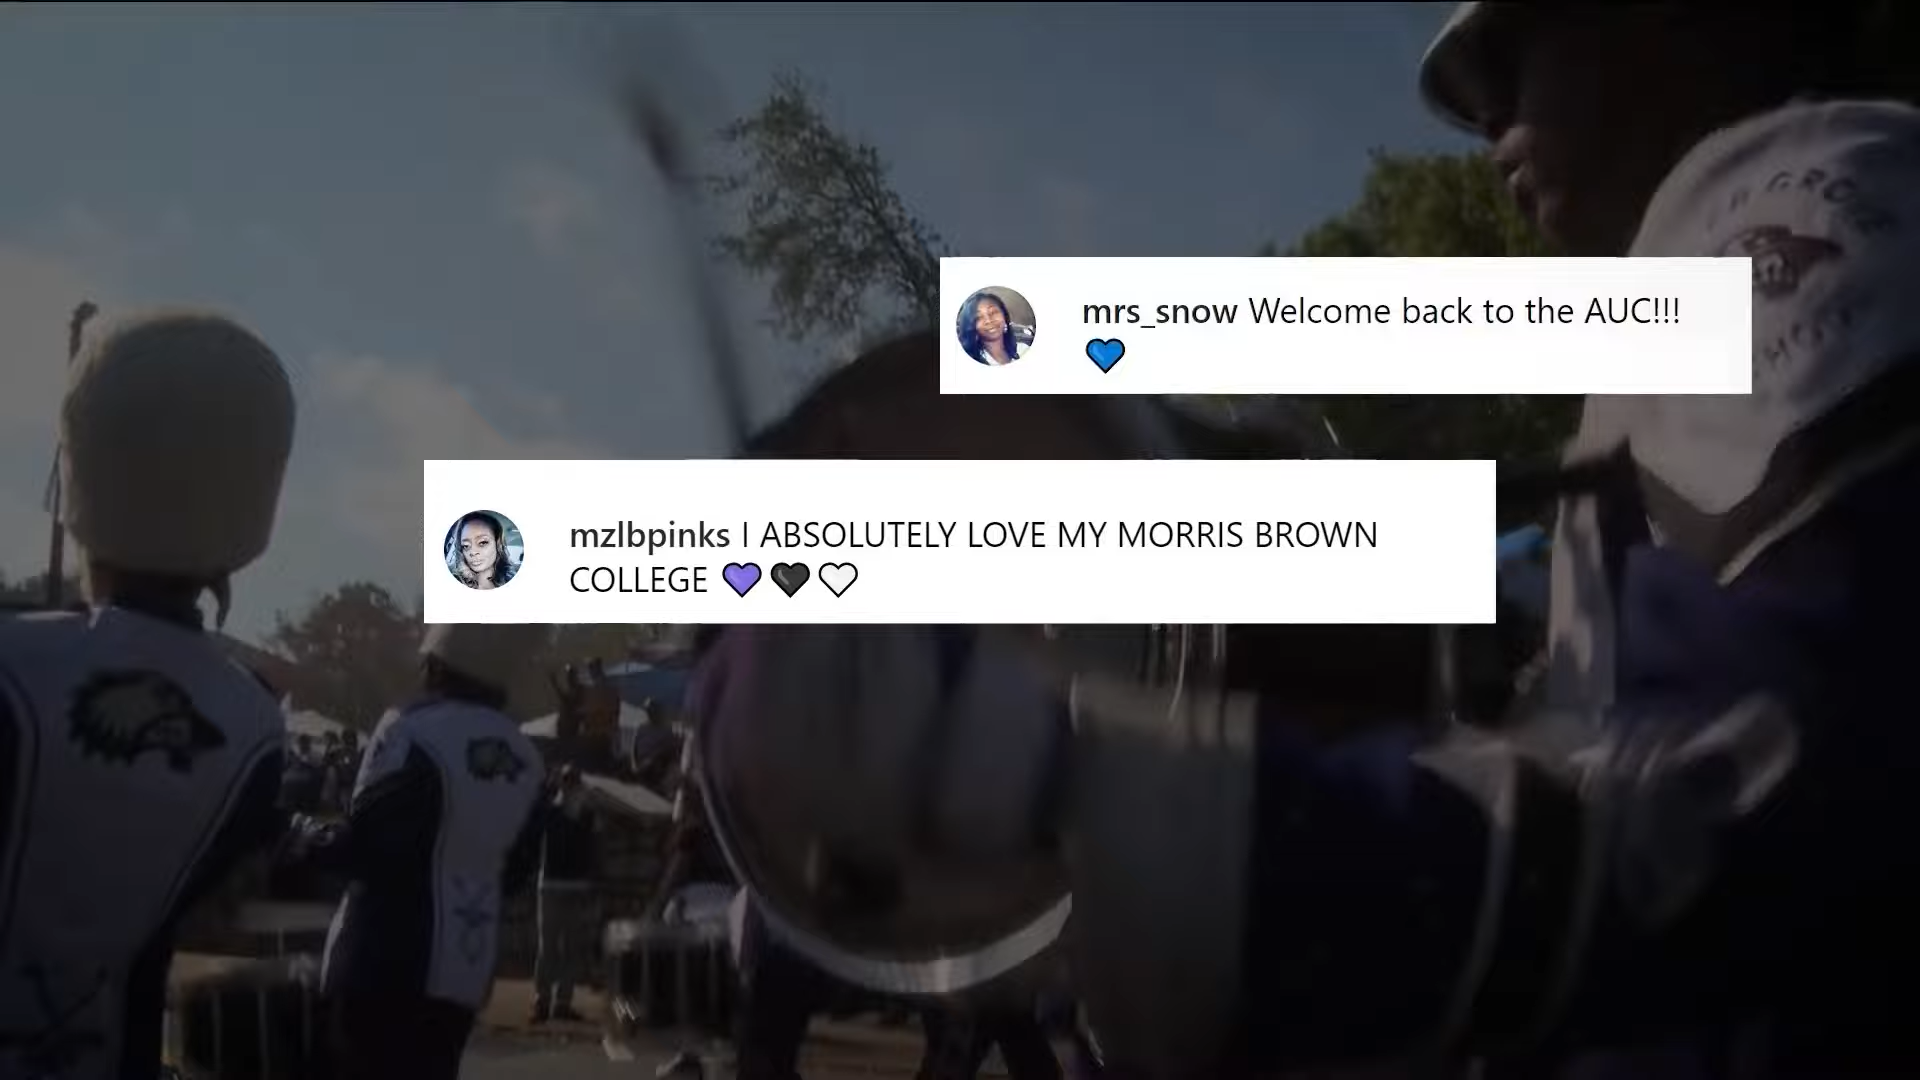 mrs_snow Welcome back to the AUC!!!
💙
mzlbpinks I ABSOLUTELY LOVE MY MORRIS BROWN
COLLEGE 💜🖤🤍